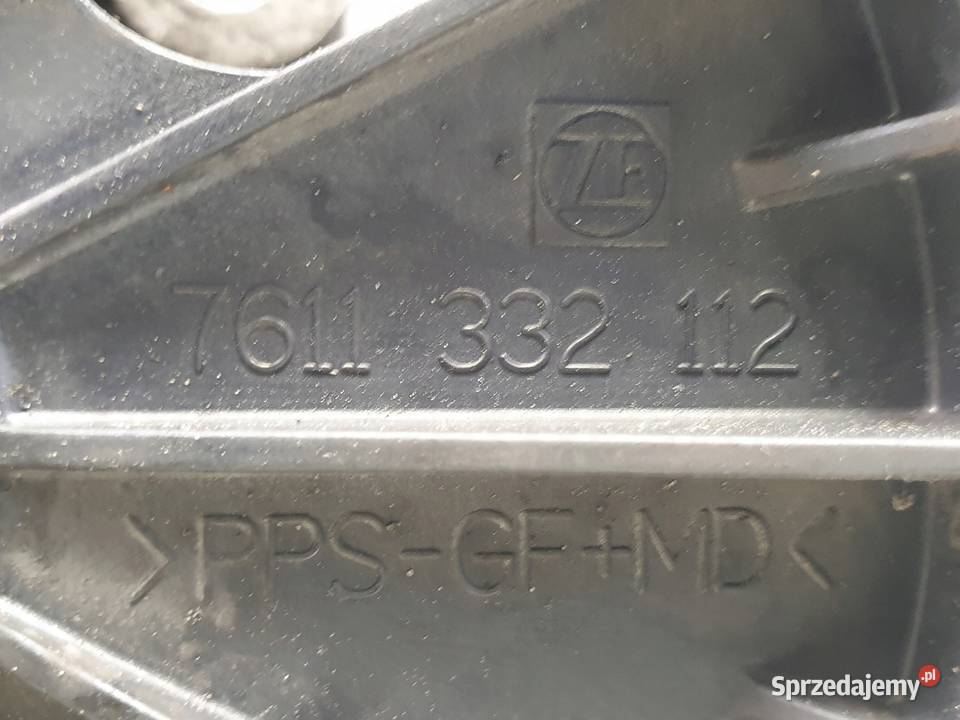 ZF
7611 332 112
>PPS-GF+MD<
Sprzedajemy.pl